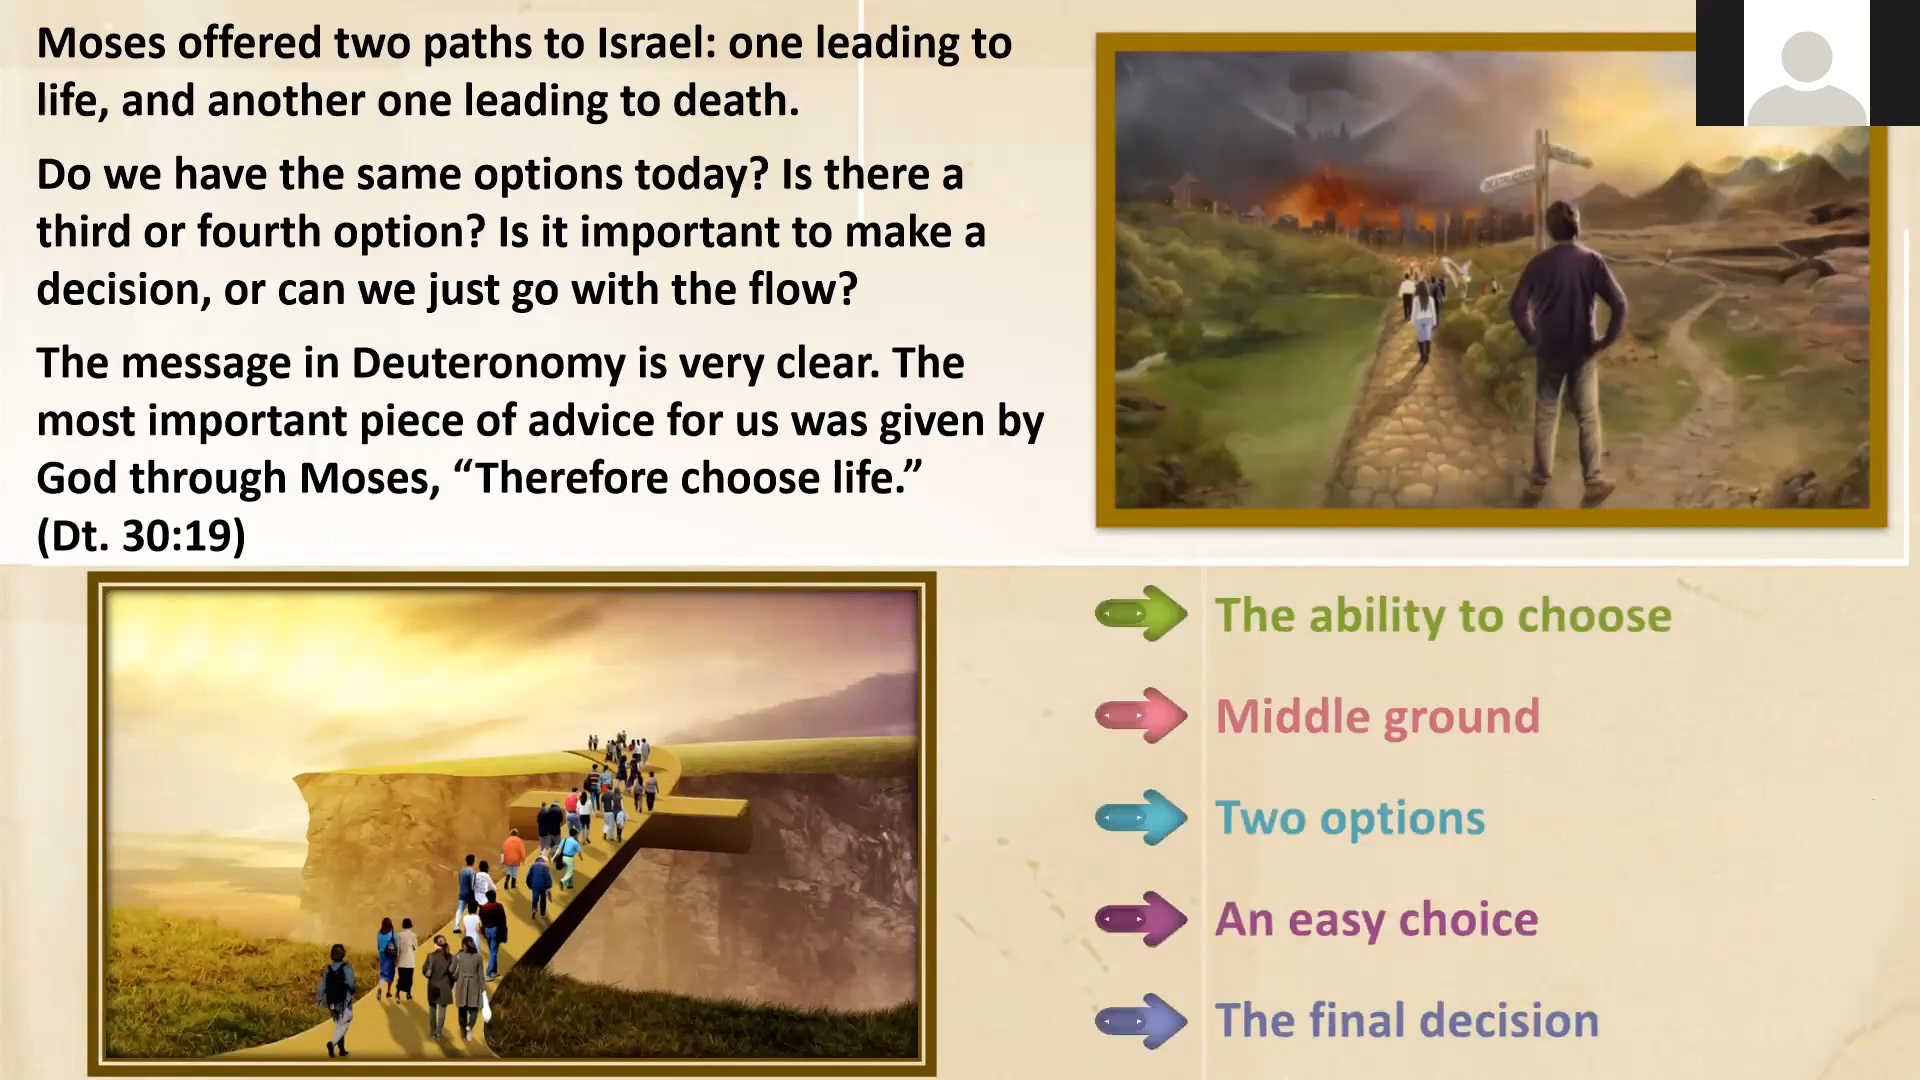 Moses offered two paths to Israel: one leading to
life, and another one leading to death.
Do we have the same options today? Is there a
third or fourth option? Is it important to make a
decision, or can we just go with the flow?
The message in Deuteronomy is very clear. The
most important piece of advice for us was given by
God through Moses, “Therefore choose life.”
(Dt. 30:19)
The ability to choose
Middle ground
Two options
An easy choice
The final decision